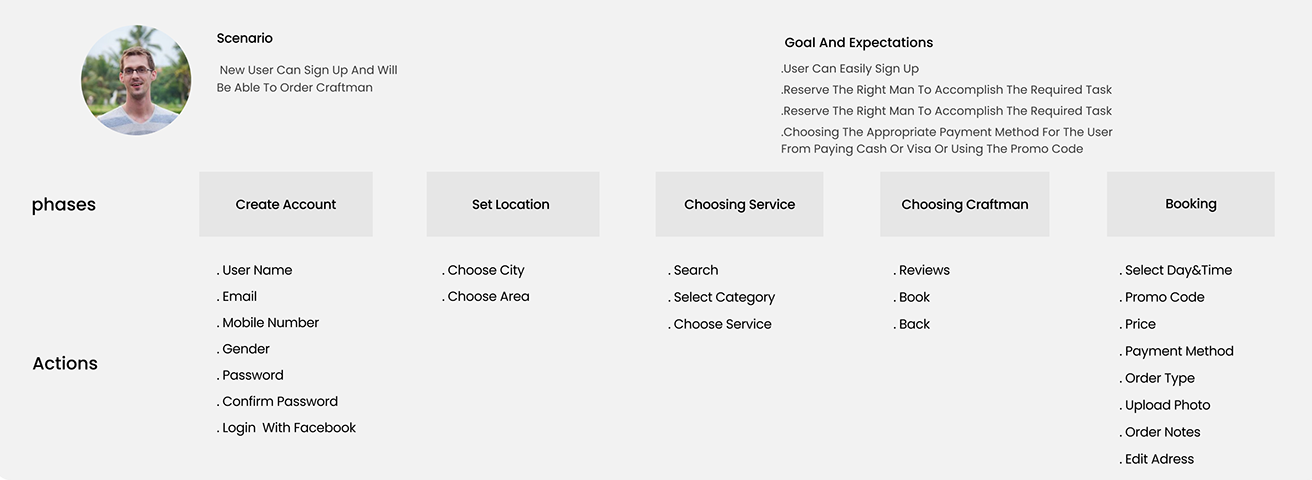 Scenario
New User Can Sign Up And Will
Be Able To Order Craftman
Goal And Expectations
.User Can Easily Sign Up
.Reserve The Right Man To Accomplish The Required Task
.Reserve The Right Man To Accomplish The Required Task
.Choosing The Appropriate Payment Method For The User
From Paying Cash Or Visa Or Using The Promo Code
phases
Create Account
Set Location
Choosing Service
Choosing Craftman
Booking
Actions
. User Name
. Email
. Mobile Number
. Gender
. Password
. Confirm Password
. Login With Facebook
. Choose City
. Choose Area
. Search
. Select Category
. Choose Service
. Reviews
. Book
. Back
. Select Day&Time
. Promo Code
. Price
. Payment Method
. Order Type
. Upload Photo
. Order Notes
. Edit Adress